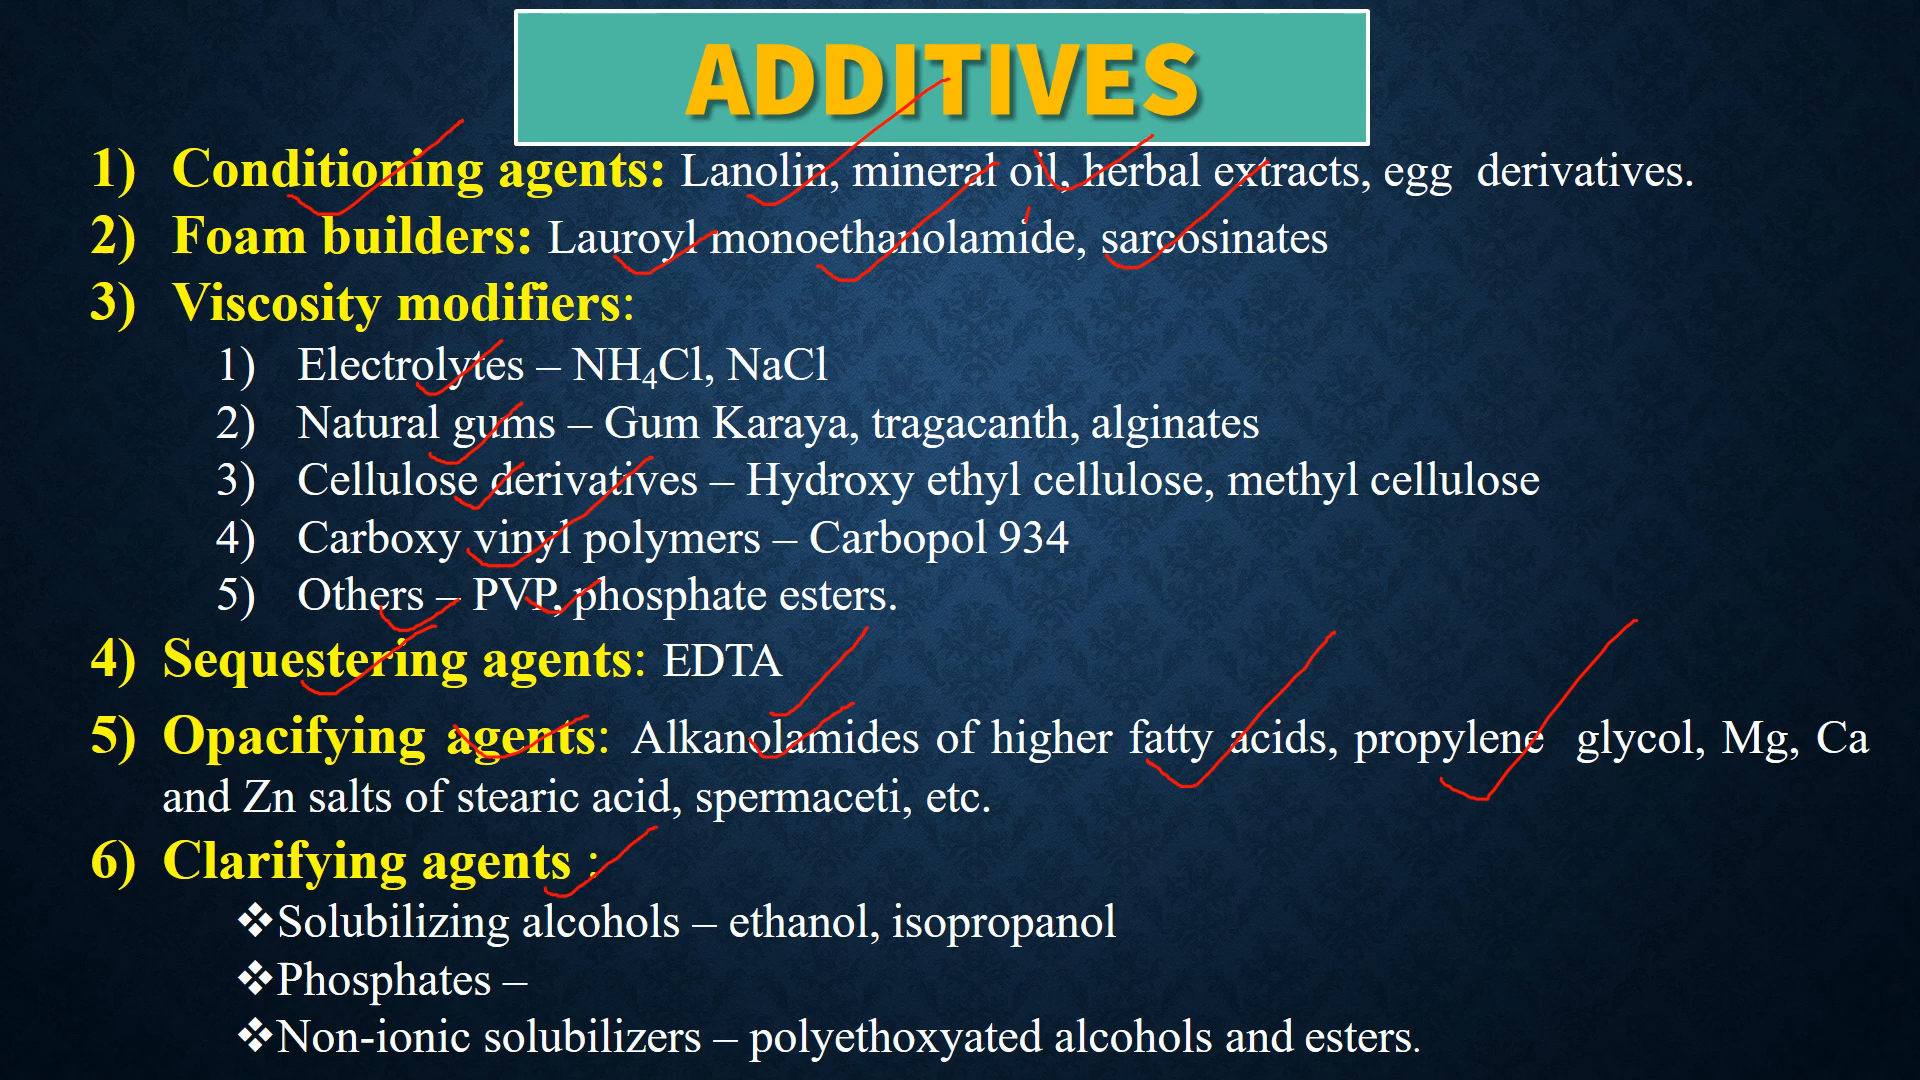 ADDITIVES
1) Conditioning agents: Lanolin, mineral oil, herbal extracts, egg derivatives.
2) Foam builders: Lauroyl monoethanolamide, sarcosinates
3) Viscosity modifiers:
1) Electrolytes – NH₄Cl, NaCl
2) Natural gums – Gum Karaya, tragacanth, alginates
3) Cellulose derivatives – Hydroxy ethyl cellulose, methyl cellulose
4) Carboxy vinyl polymers – Carbopol 934
5) Others – PVP, phosphate esters.
4) Sequestering agents: EDTA
5) Opacifying agents: Alkanolamides of higher fatty acids, propylene glycol, Mg, Ca
and Zn salts of stearic acid, spermaceti, etc.
6) Clarifying agents :
❖Solubilizing alcohols – ethanol, isopropanol
❖Phosphates –
❖Non-ionic solubilizers – polyethoxyated alcohols and esters.